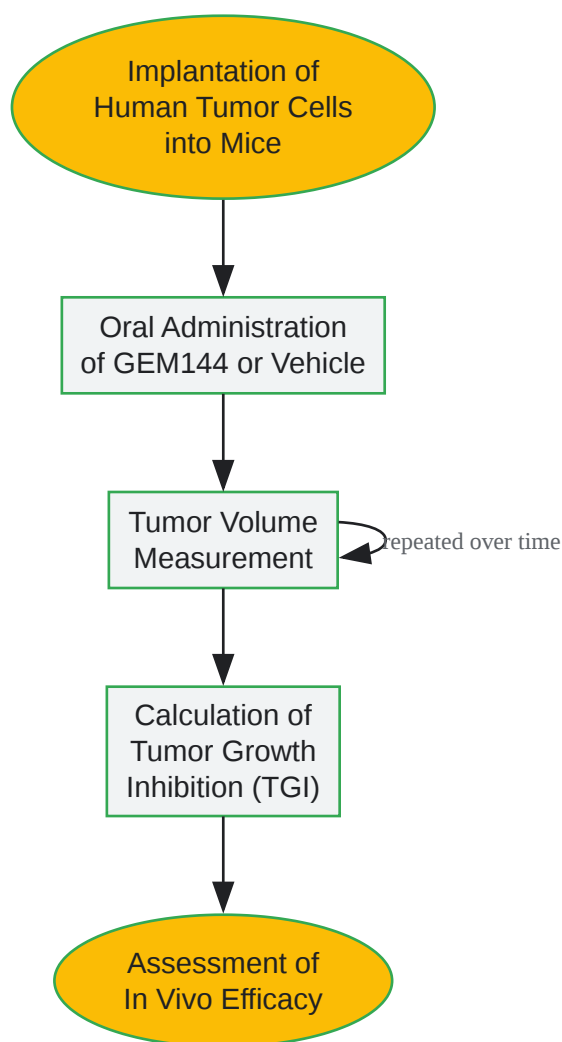 Implantation of
Human Tumor Cells
into Mice
Oral Administration
of GEM144 or Vehicle
Tumor Volume
Measurement
repeated over time
Calculation of
Tumor Growth
Inhibition (TGI)
Assessment of
In Vivo Efficacy